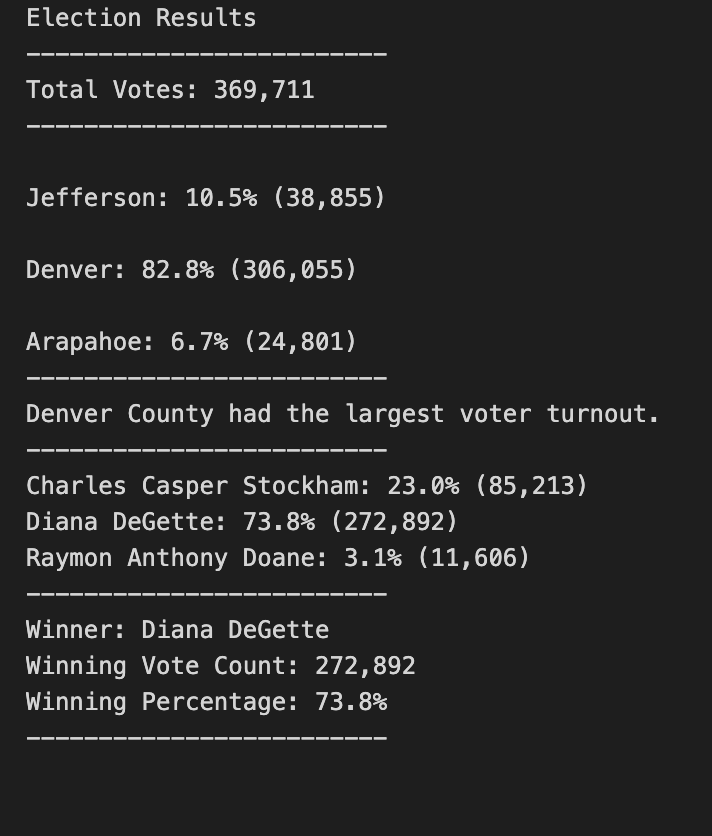 Election Results
-------------------------
Total Votes: 369,711
-------------------------
Jefferson: 10.5% (38,855)
Denver: 82.8% (306,055)
Arapahoe: 6.7% (24,801)
-------------------------
Denver County had the largest voter turnout.
-------------------------
Charles Casper Stockham: 23.0% (85,213)
Diana DeGette: 73.8% (272,892)
Raymon Anthony Doane: 3.1% (11,606)
-------------------------
Winner: Diana DeGette
Winning Vote Count: 272,892
Winning Percentage: 73.8%
-------------------------